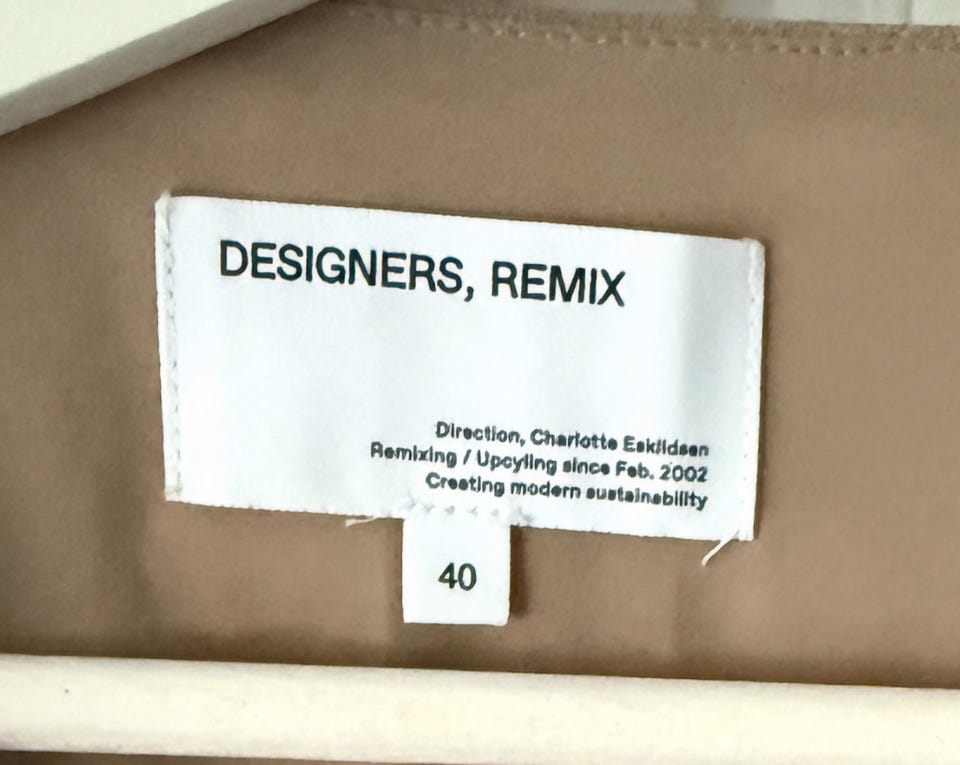 DESIGNERS, REMIX
Direction, Charlotte Eskildsen
Remixing / Upcyling since Feb. 2002
Creating modern sustainability
40